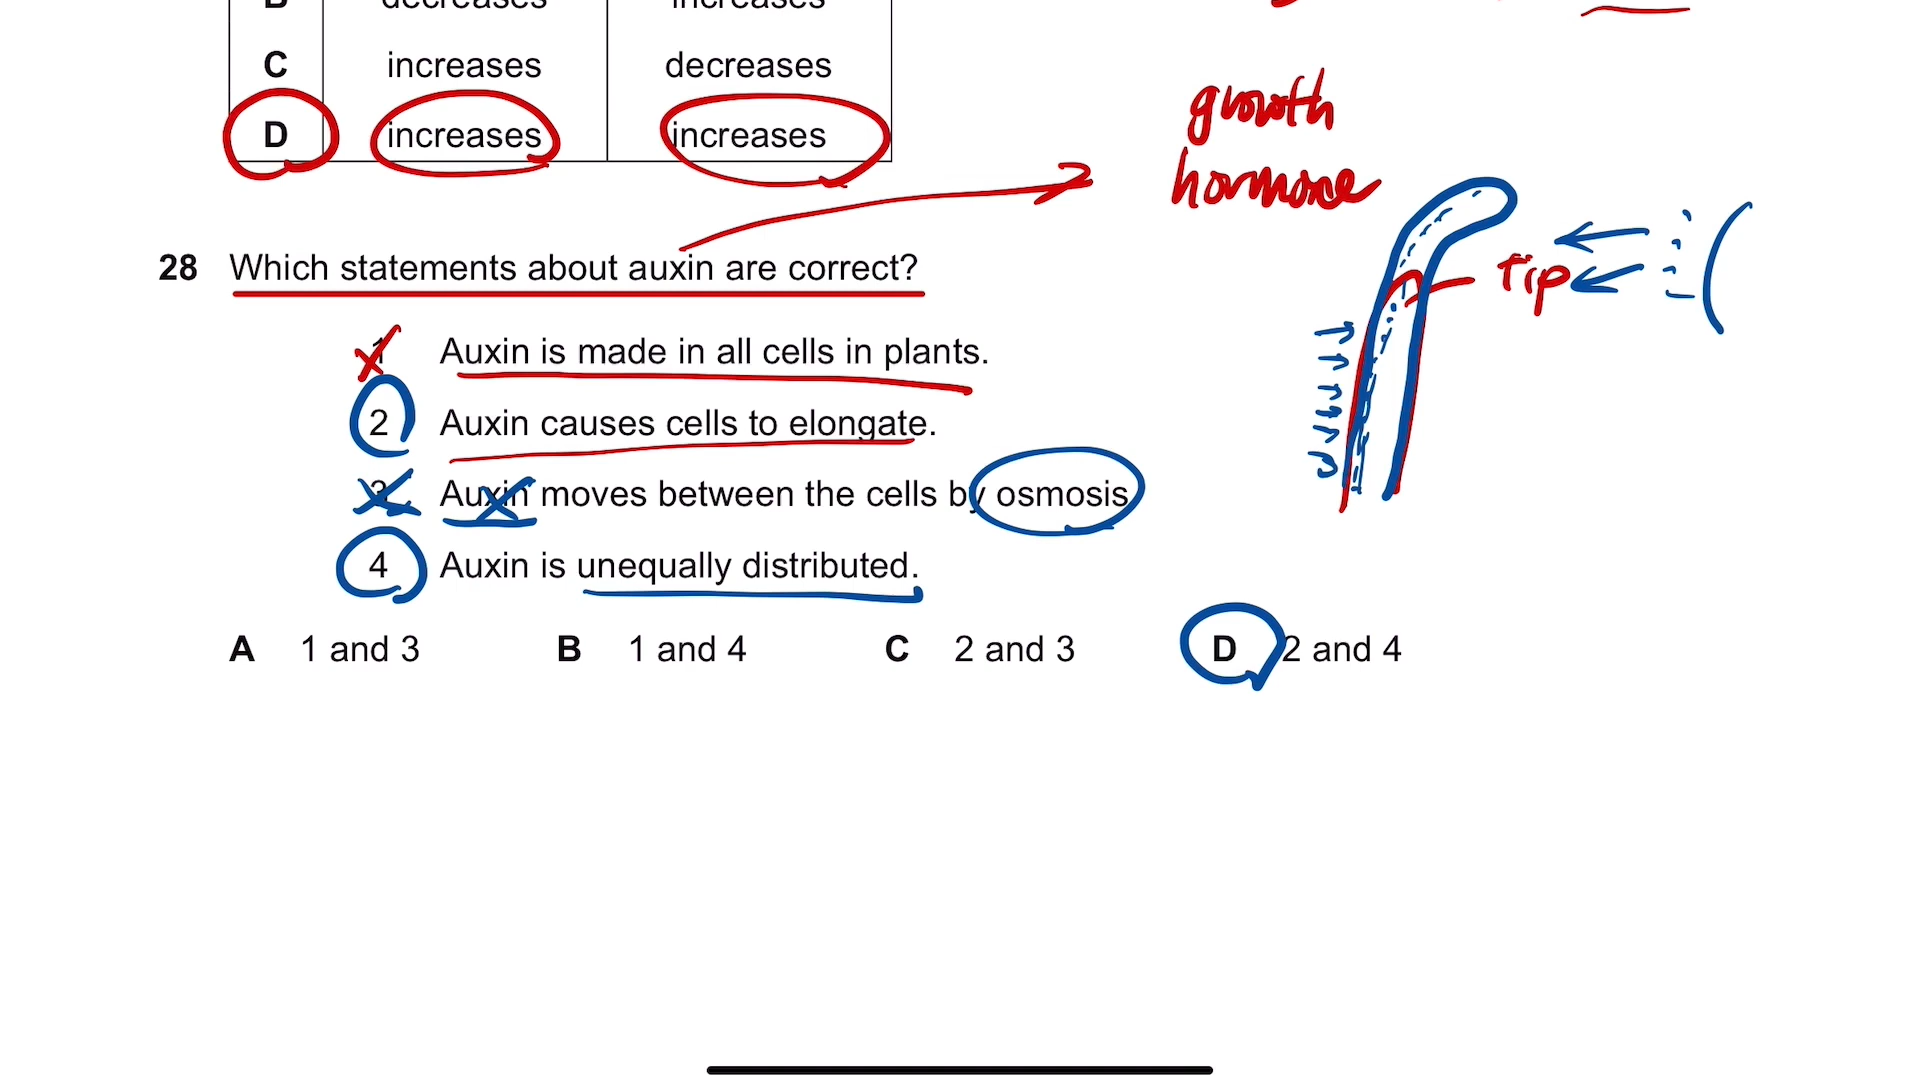 B decreases increases
C increases decreases
D increases increases
growth
hormone
28 Which statements about auxin are correct?
tip
1 Auxin is made in all cells in plants.
2 Auxin causes cells to elongate.
3 Auxin moves between the cells by osmosis
4 Auxin is unequally distributed.
A 1 and 3 B 1 and 4 C 2 and 3 D 2 and 4